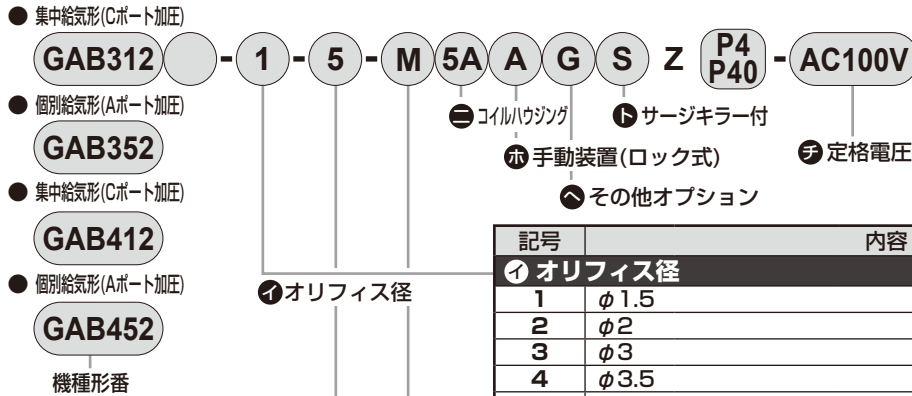 ● 集中給気形(Cポート加圧)
GAB312 - 1 - 5 - M 5A A G S Z P4 P40 - AC100V
● 個別給気形(Aポート加圧)
GAB352
● 集中給気形(Cポート加圧)
GAB412
● 個別給気形(Aポート加圧)
GAB452
機種形番
㋥ コイルハウジング
㋣ サージキラー付
㋭ 手動装置(ロック式)
㋠ 定格電圧
㋬ その他オプション
㋑ オリフィス径
記号 内容
㋑ オリフィス径
1 φ1.5
2 φ2
3 φ3
4 φ3.5